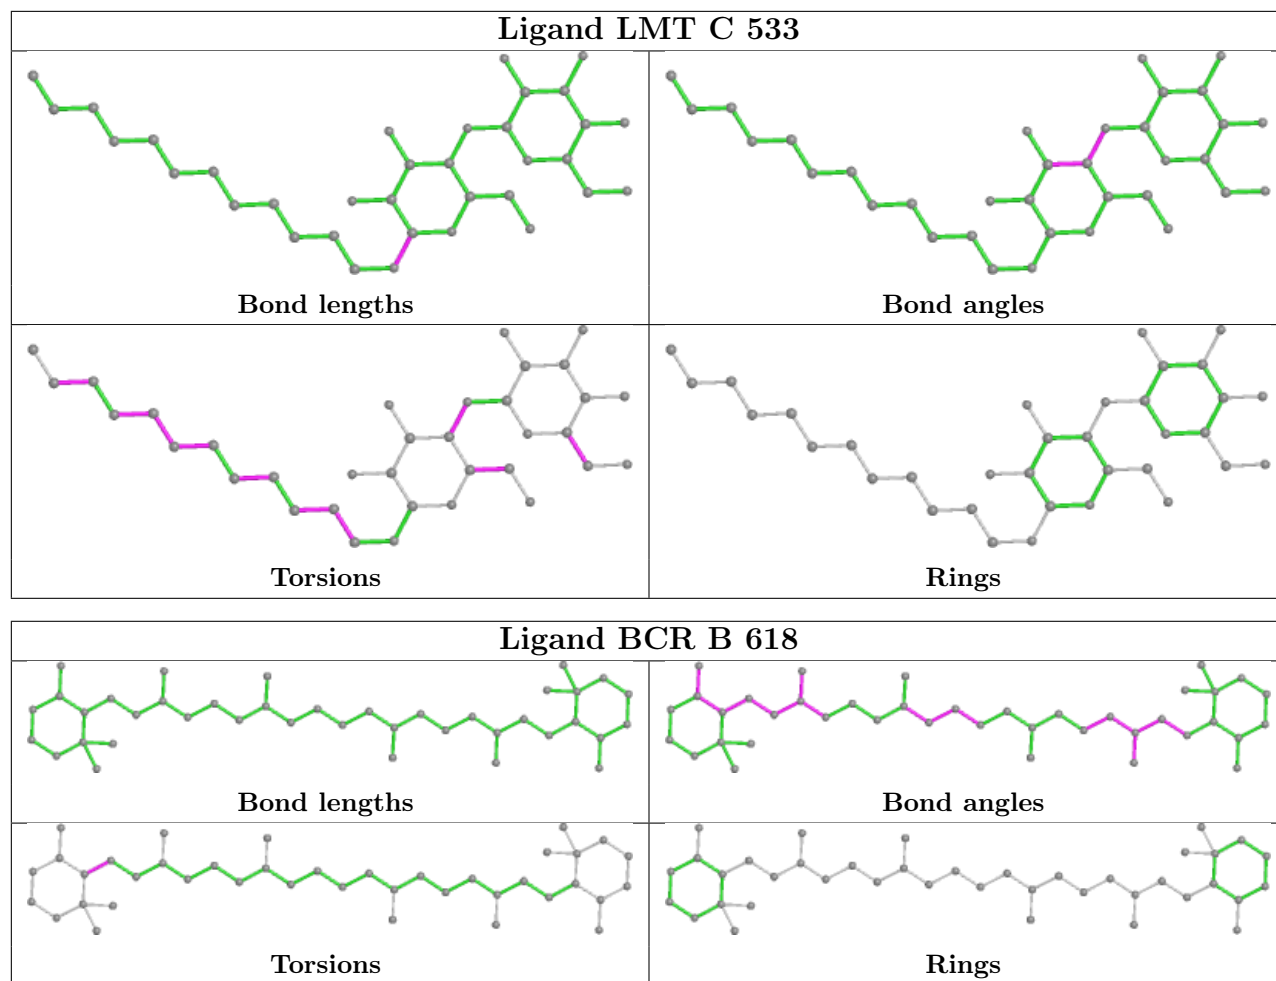 Ligand LMT C 533
Bond lengths
Bond angles
Torsions
Rings
Ligand BCR B 618
Bond lengths
Bond angles
Torsions
Rings